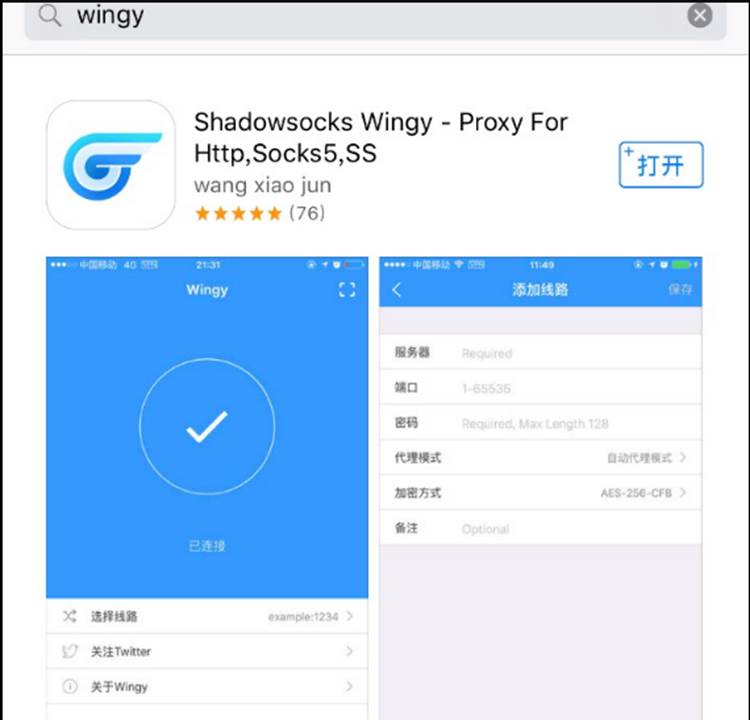 wingy
Shadowsocks Wingy - Proxy For
Http,Socks5,SS
wang xiao jun
(76)
+打开
中国移动 4G 21:31
Wingy
已连接
选择线路 example:1234
关注Twitter
关于Wingy
中国移动 11:49
添加线路 保存
服务器 Required
端口 1-65535
密码 Required, Max Length 128
代理模式 自动代理模式
加密方式 AES-256-CFB
备注 Optional